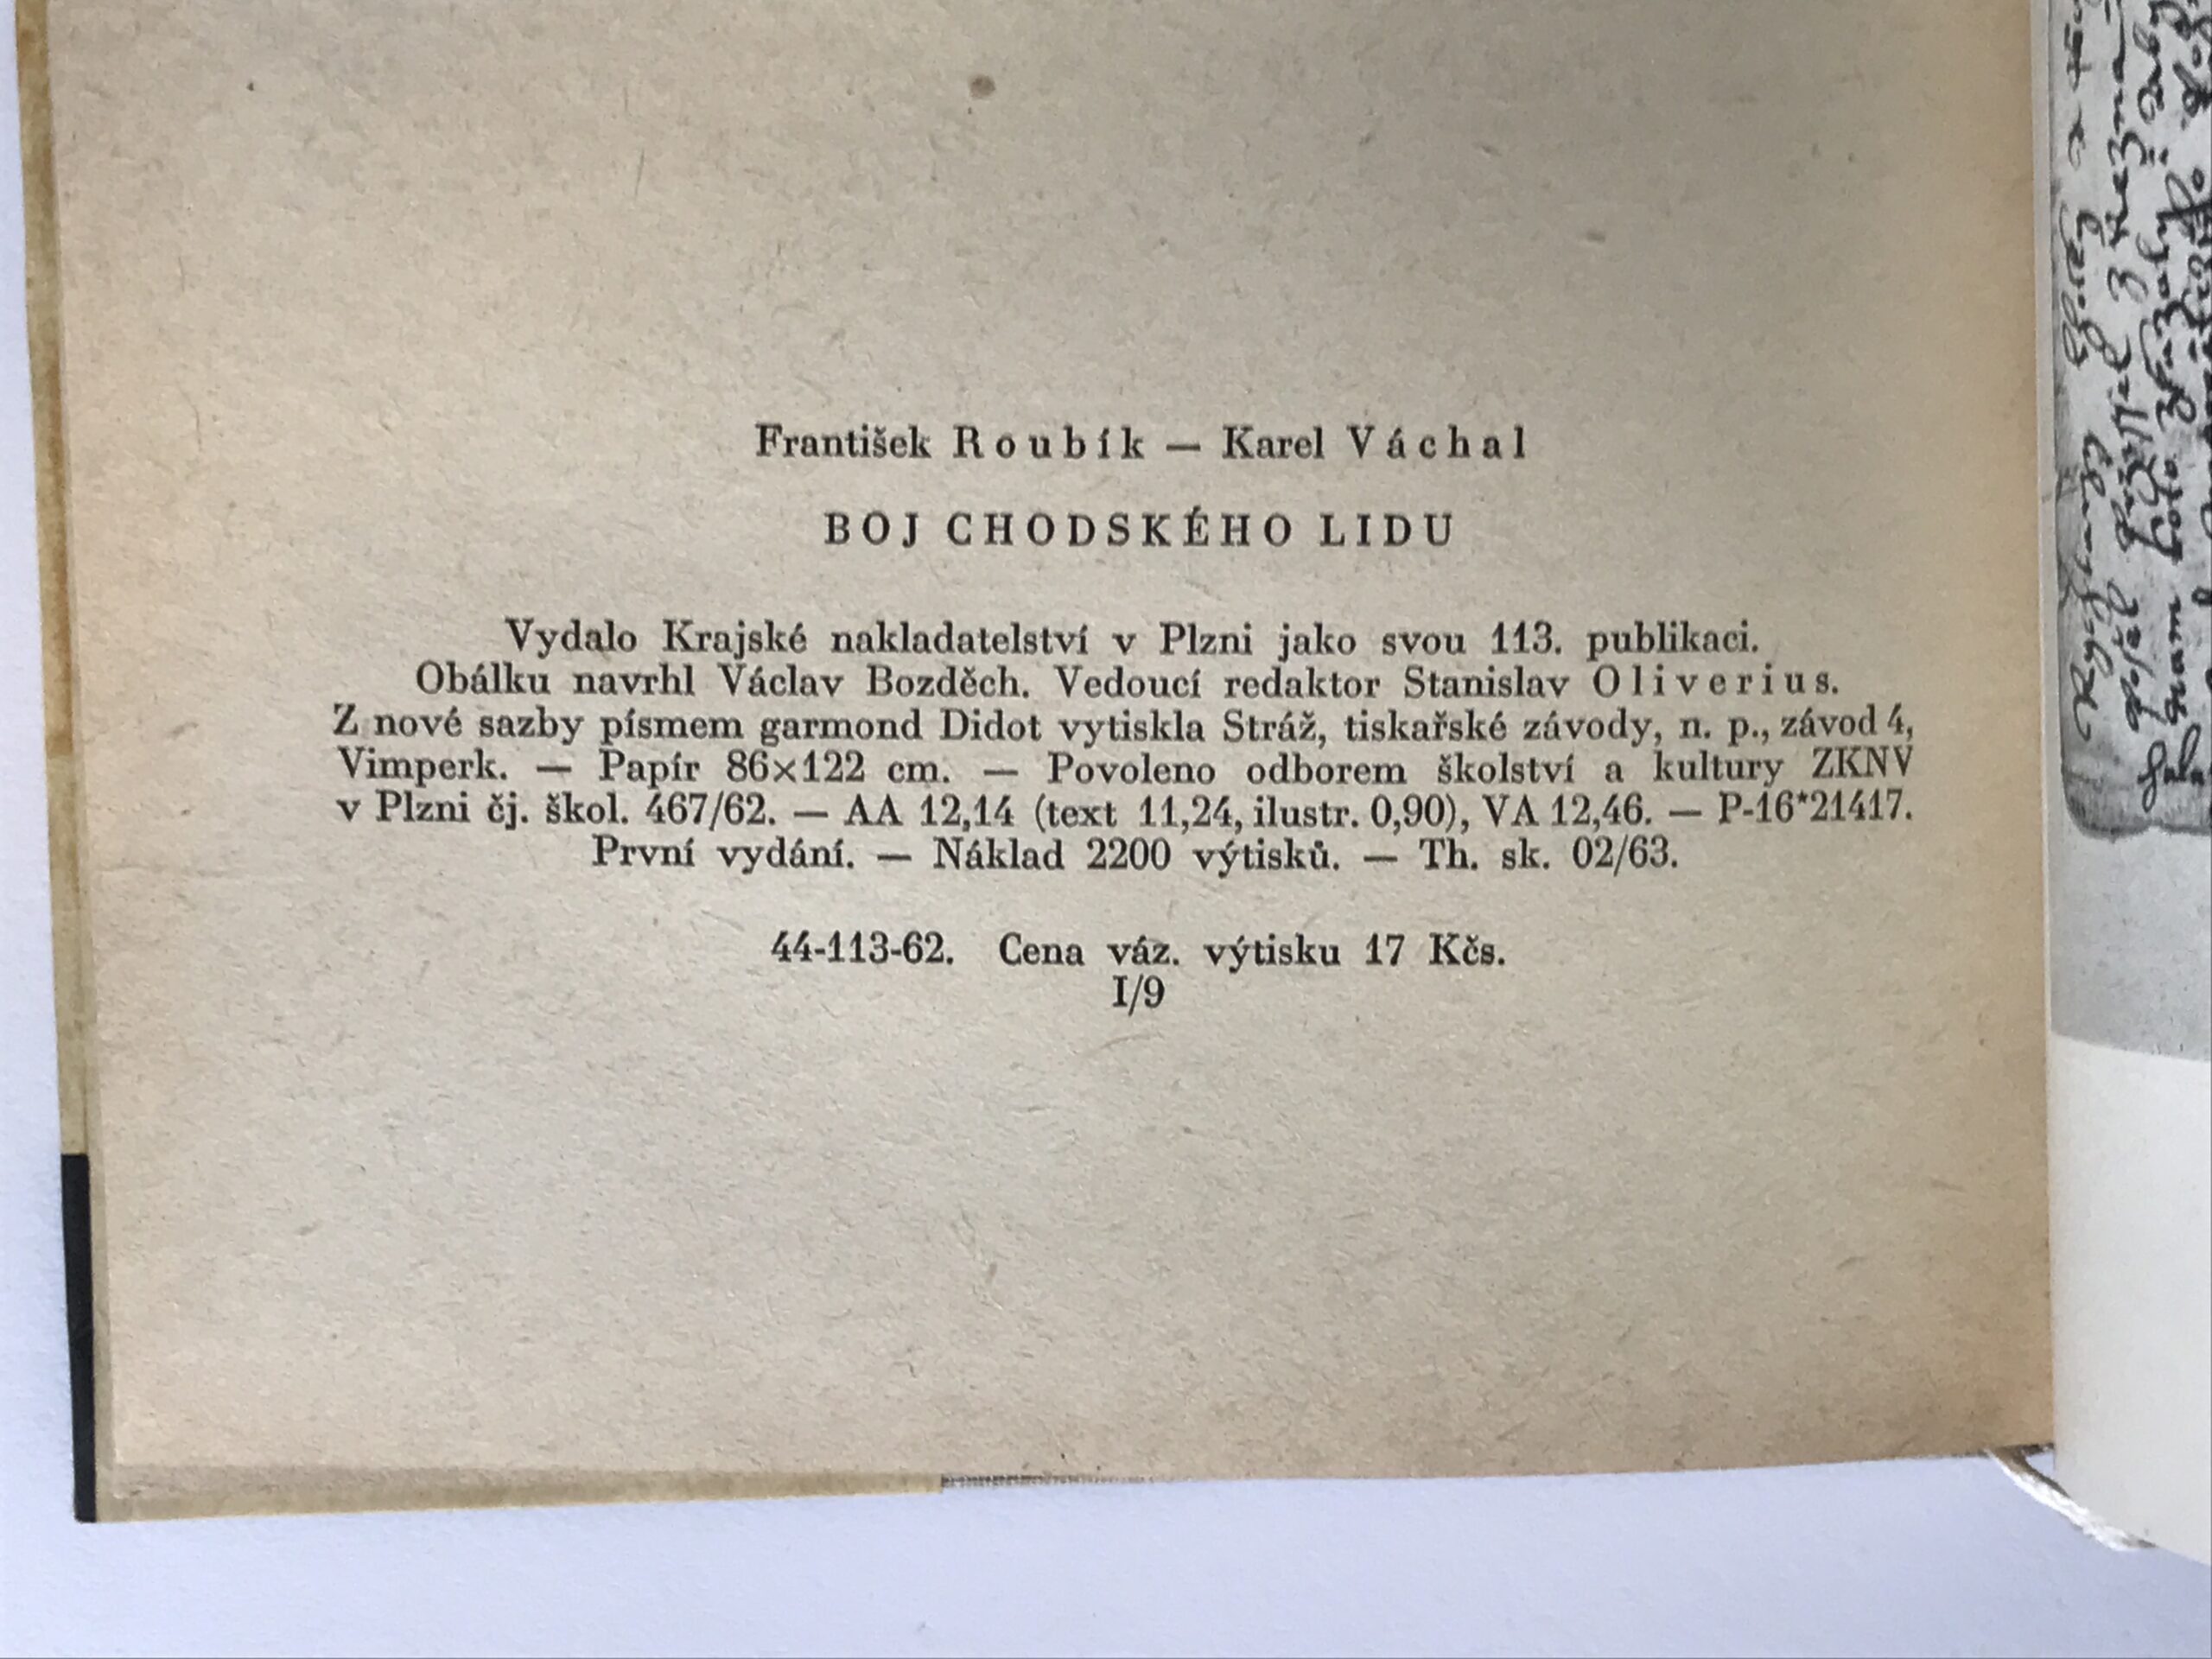 František Roubík — Karel Váchal
BOJ CHODSKÉHO LIDU
Vydalo Krajské nakladatelství v Plzni jako svou 113. publikaci.
Obálku navrhl Václav Bozděch. Vedoucí redaktor Stanislav Oliverius.
Z nové sazby písmem garmond Didot vytiskla Stráž, tiskařské závody, n. p., závod 4,
Vimperk. — Papír 86×122 cm. — Povoleno odborem školství a kultury ZKNV
v Plzni čj. škol. 467/62. — AA 12,14 (text 11,24, ilustr. 0,90), VA 12,46. — P-16*21417.
První vydání. — Náklad 2200 výtisků. — Th. sk. 02/63.
44-113-62. Cena váz. výtisku 17 Kčs.
I/9